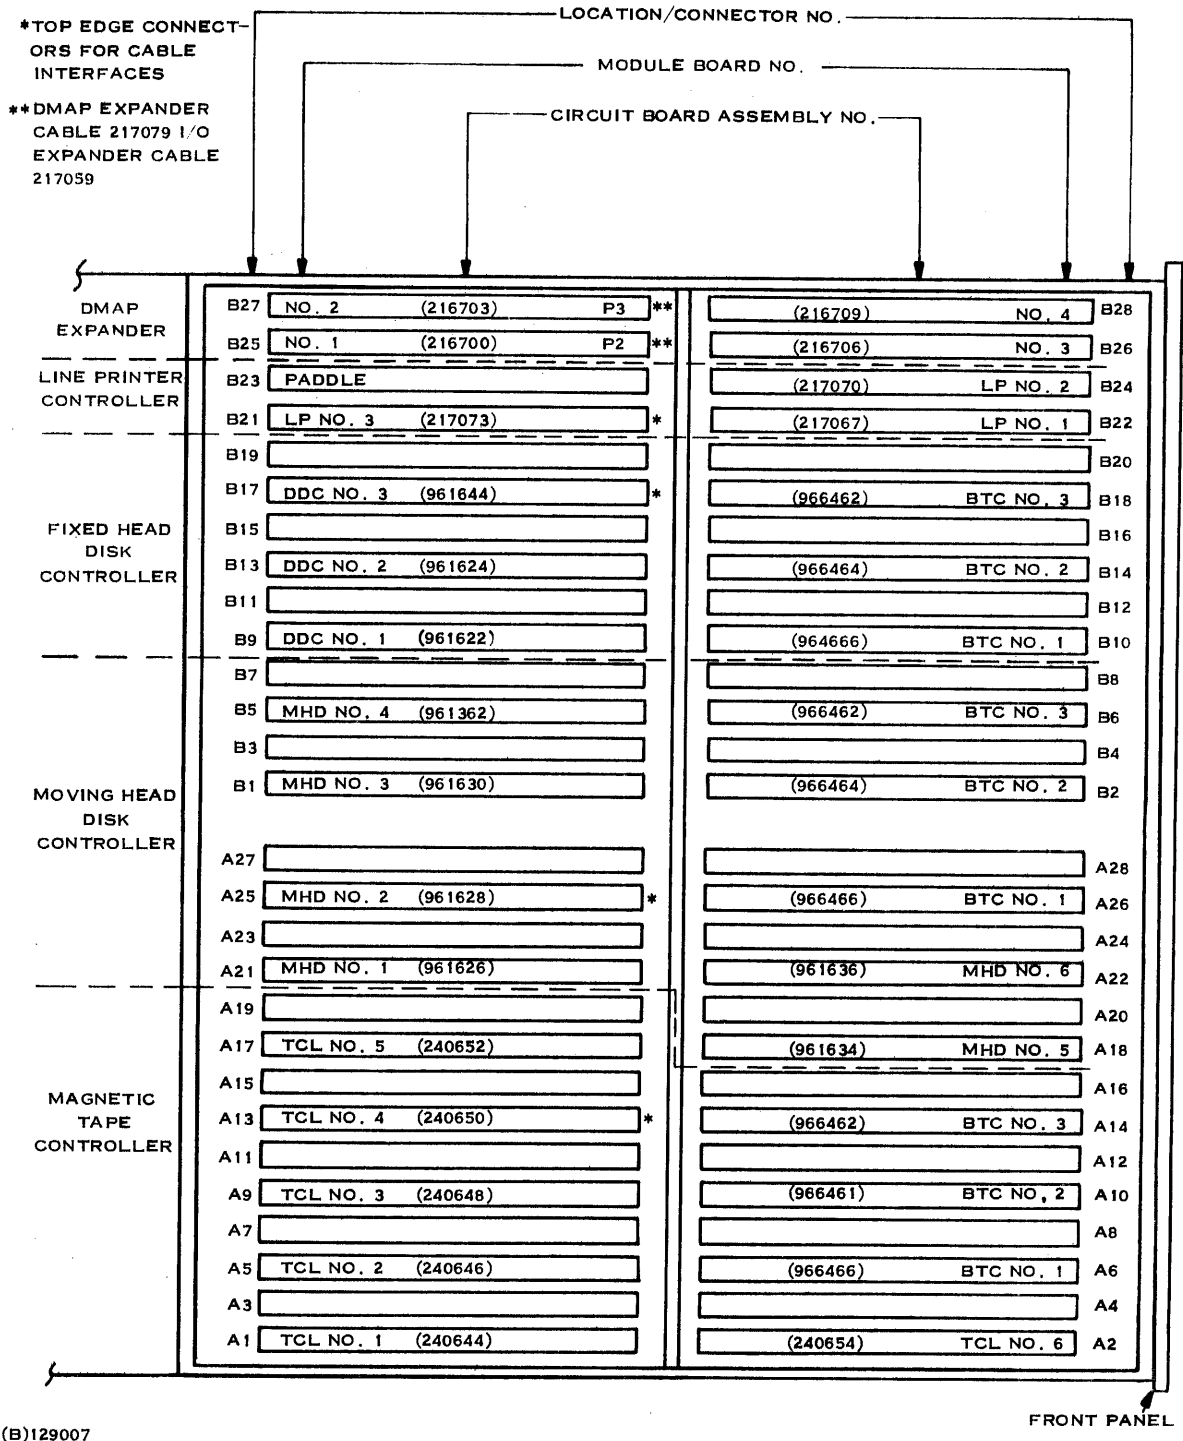 *TOP EDGE CONNECT-
ORS FOR CABLE
INTERFACES
**DMAP EXPANDER
CABLE 217079 I/O
EXPANDER CABLE
217059
LOCATION/CONNECTOR NO.
MODULE BOARD NO.
CIRCUIT BOARD ASSEMBLY NO.
DMAP
EXPANDER
B27 NO. 2 (216703) P3 ** (216709) NO. 4 B28
B25 NO. 1 (216700) P2 ** (216706) NO. 3 B26
LINE PRINTER
CONTROLLER
B23 PADDLE (217070) LP NO. 2 B24
B21 LP NO. 3 (217073) * (217067) LP NO. 1 B22
FIXED HEAD
DISK
CONTROLLER
B19 B20
B17 DDC NO. 3 (961644) * (966462) BTC NO. 3 B18
B15 B16
B13 DDC NO. 2 (961624) (966464) BTC NO. 2 B14
B11 B12
B9 DDC NO. 1 (961622) (964666) BTC NO. 1 B10
MOVING HEAD
DISK
CONTROLLER
B7 B8
B5 MHD NO. 4 (961362) (966462) BTC NO. 3 B6
B3 B4
B1 MHD NO. 3 (961630) (966464) BTC NO. 2 B2
A27 A28
A25 MHD NO. 2 (961628) * (966466) BTC NO. 1 A26
A23 A24
A21 MHD NO. 1 (961626) (961636) MHD NO. 6 A22
MAGNETIC
TAPE
CONTROLLER
A19 A20
A17 TCL NO. 5 (240652) (961634) MHD NO. 5 A18
A15 A16
A13 TCL NO. 4 (240650) * (966462) BTC NO. 3 A14
A11 A12
A9 TCL NO. 3 (240648) (966461) BTC NO, 2 A10
A7 A8
A5 TCL NO. 2 (240646) (966466) BTC NO. 1 A6
A3 A4
A1 TCL NO. 1 (240644) (240654) TCL NO. 6 A2
FRONT PANEL
(B)129007